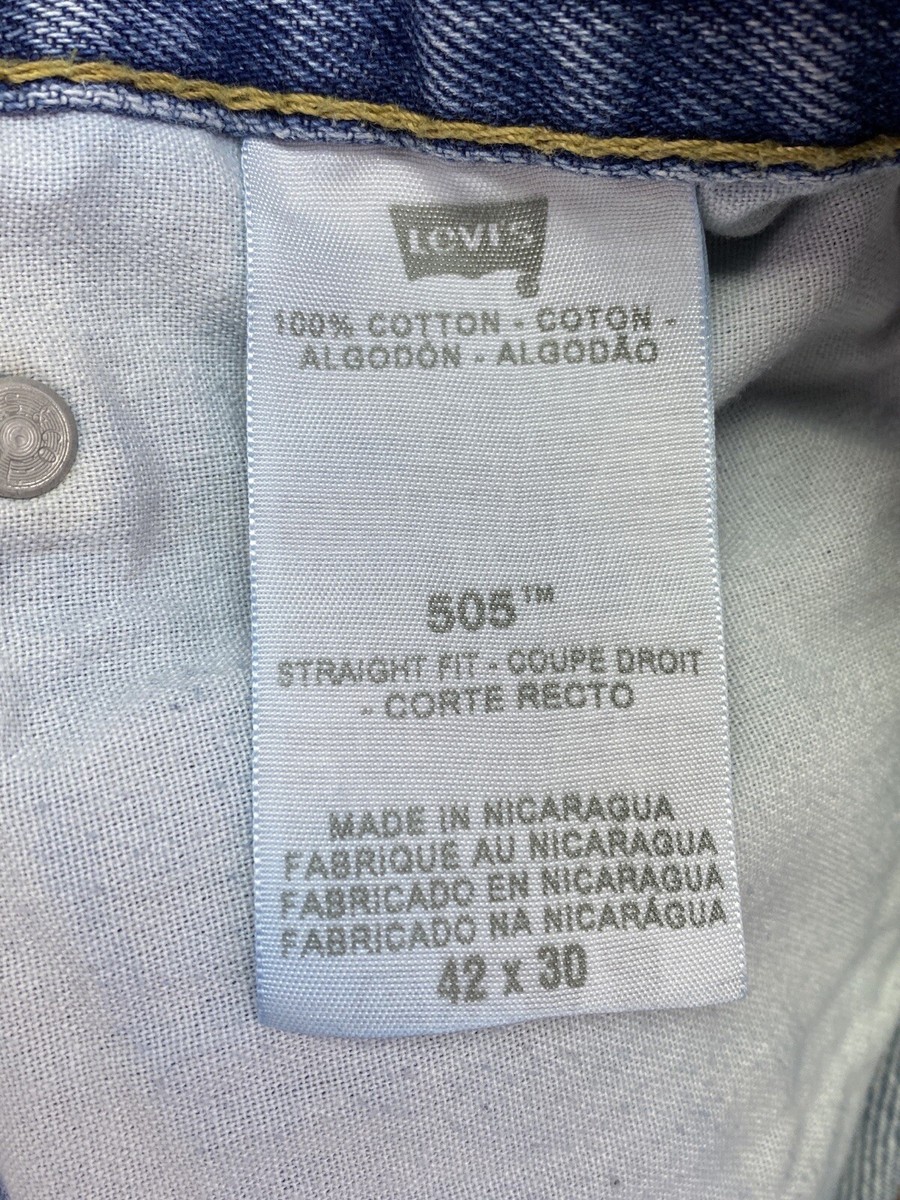 LEVI'S
100% COTTON - COTON -
ALGODÓN - ALGODÃO
505™
STRAIGHT FIT - COUPE DROIT
- CORTE RECTO
MADE IN NICARAGUA
FABRIQUE AU NICARAGUA
FABRICADO EN NICARAGUA
FABRICADO NA NICARÁGUA
42 x 30